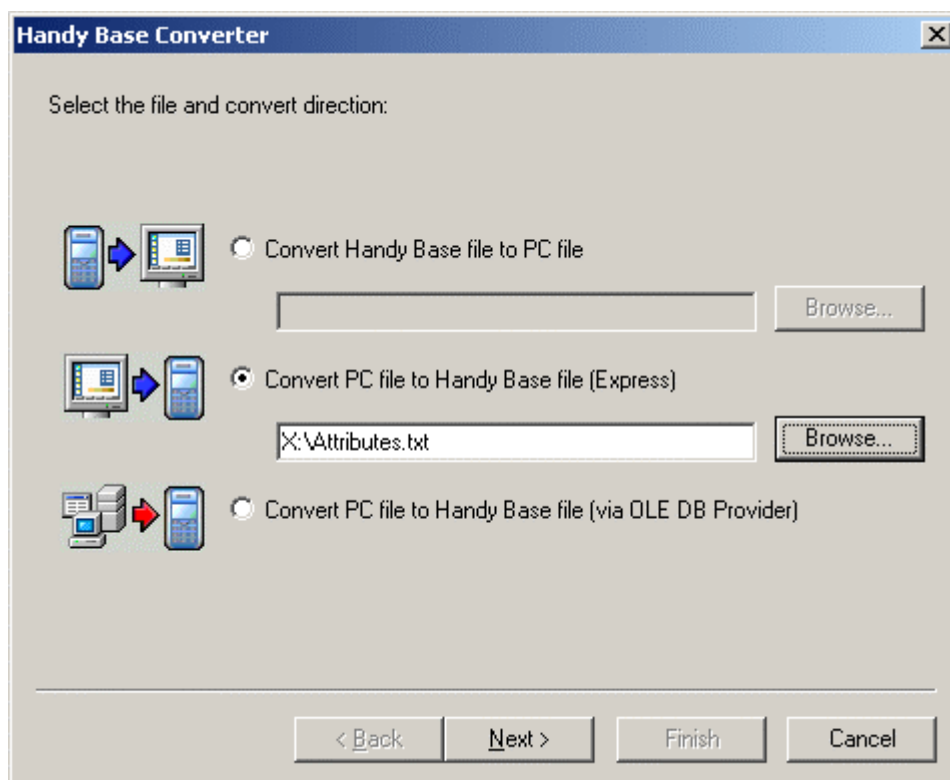 Handy Base Converter
Select the file and convert direction:
Convert Handy Base file to PC file
Browse...
Convert PC file to Handy Base file (Express)
X:\Attributes.txt
Browse...
Convert PC file to Handy Base file (via OLE DB Provider)
< Back Next > Finish Cancel